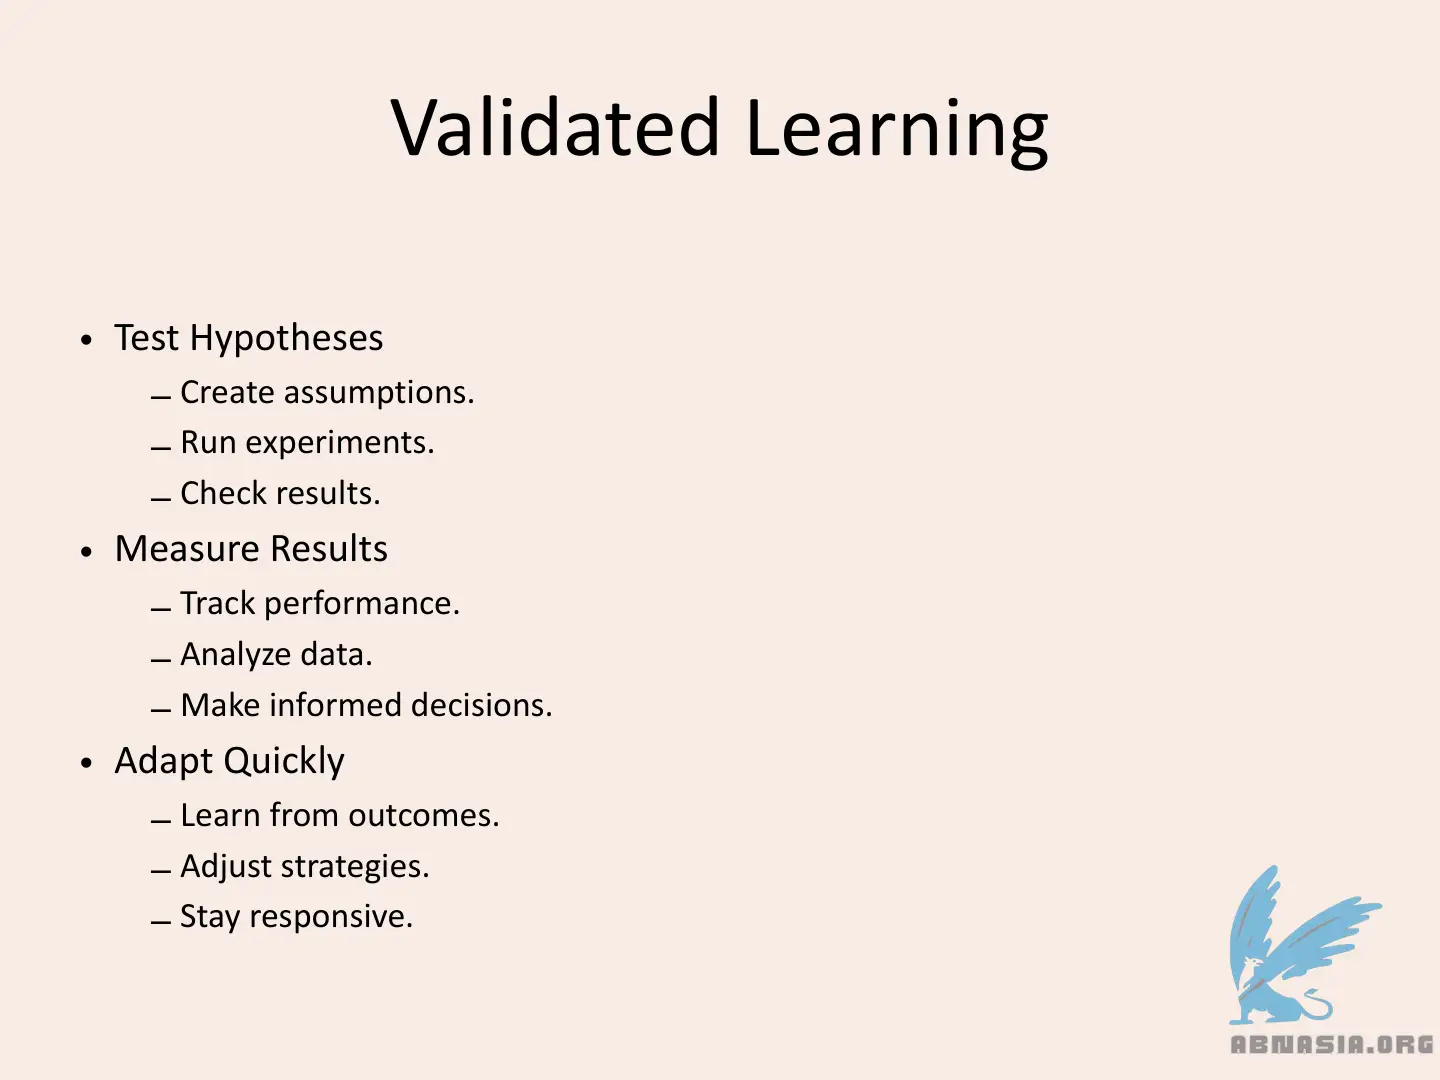 Validated Learning
• Test Hypotheses
– Create assumptions.
– Run experiments.
– Check results.
• Measure Results
– Track performance.
– Analyze data.
– Make informed decisions.
• Adapt Quickly
– Learn from outcomes.
– Adjust strategies.
– Stay responsive.
ABNASIA.ORG